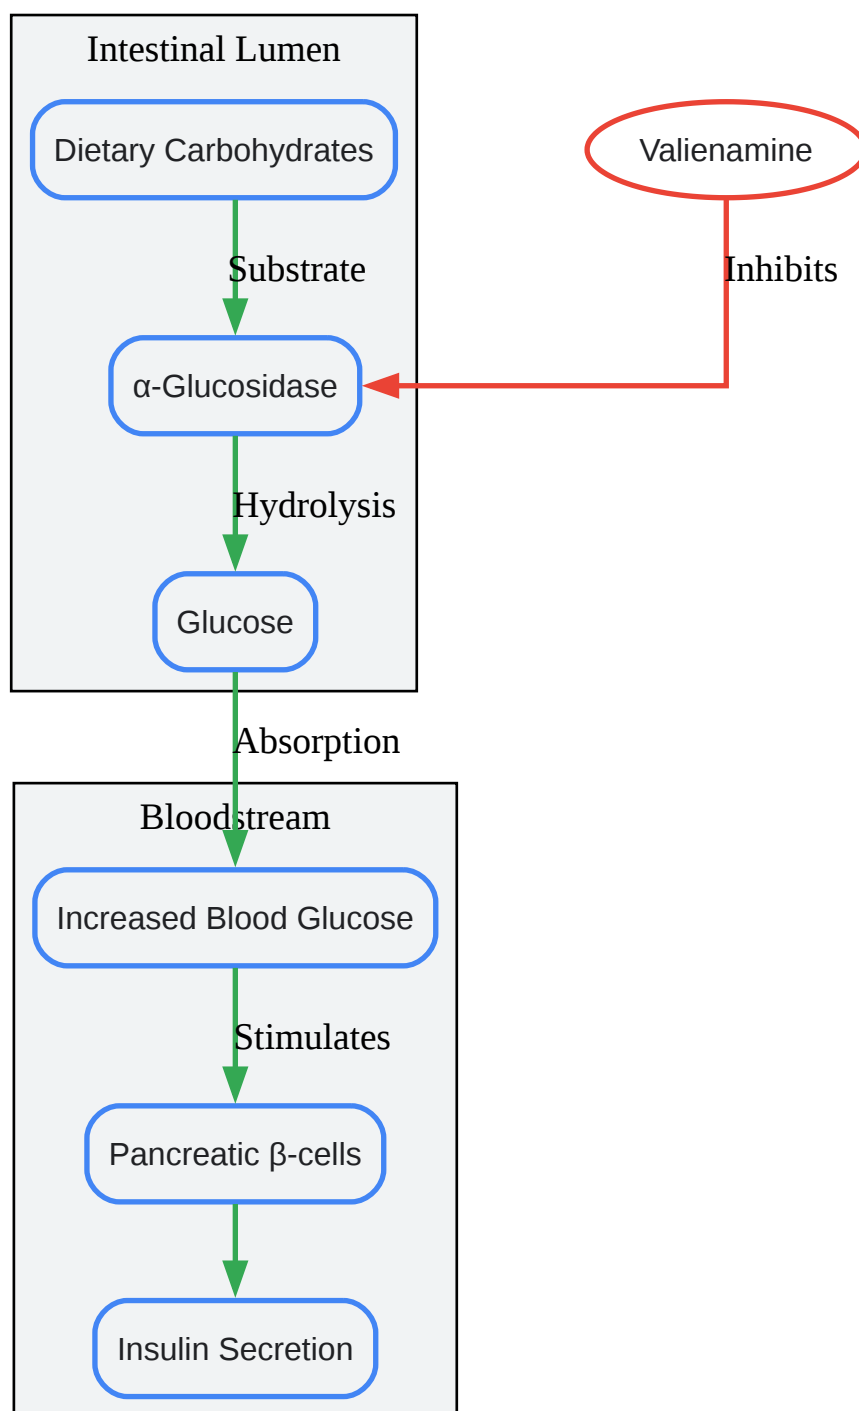 Intestinal Lumen
Dietary Carbohydrates
Valienamine
Substrate
Inhibits
α-Glucosidase
Hydrolysis
Glucose
Absorption
Bloodstream
Increased Blood Glucose
Stimulates
Pancreatic β-cells
Insulin Secretion